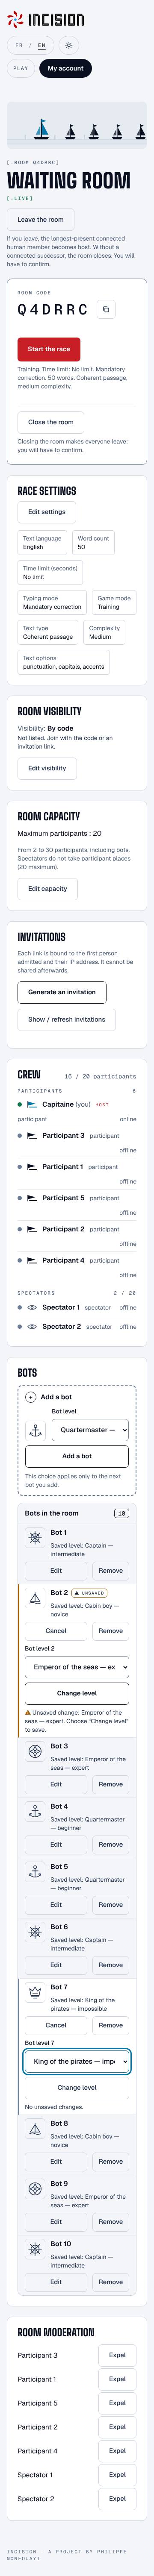 INCISION
FR / EN
PLAY
My account
[.ROOM Q4DRRC]
WAITING ROOM
[.LIVE]
Leave the room
If you leave, the longest-present connected
human member becomes host. Without a
connected successor, the room closes. You will
have to confirm.
ROOM CODE
Q4DRRC
Start the race
Training. Time limit: No limit. Mandatory
correction. 50 words. Coherent passage,
medium complexity.
Close the room
Closing the room makes everyone leave:
you will have to confirm.
RACE SETTINGS
Edit settings
Text language
English
Word count
50
Time limit (seconds)
No limit
Typing mode
Mandatory correction
Game mode
Training
Text type
Coherent passage
Complexity
Medium
Text options
punctuation, capitals, accents
ROOM VISIBILITY
Visibility: By code
Not listed. Join with the code or an
invitation link.
Edit visibility
ROOM CAPACITY
Maximum participants : 20
From 2 to 30 participants, including bots.
Spectators do not take participant places
(20 maximum).
Edit capacity
INVITATIONS
Each link is bound to the first person
admitted and their IP address. It cannot be
shared afterwards.
Generate an invitation
Show / refresh invitations
CREW
16 / 20 participants
PARTICIPANTS 6
Capitaine (you) HOST
participant online
Participant 3 participant
offline
Participant 1 participant
offline
Participant 5 participant
offline
Participant 2 participant
offline
Participant 4 participant
offline
SPECTATORS 2 / 20
Spectator 1 spectator offline
Spectator 2 spectator offline
BOTS
+ Add a bot
Bot level
Quartermaster —
Add a bot
This choice applies only to the next
bot you add.
Bots in the room 10
Bot 1
Saved level: Captain —
intermediate
Edit Remove
Bot 2 ▲ UNSAVED
Saved level: Cabin boy —
novice
Cancel Remove
Bot level 2
Emperor of the seas — ex
Change level
Unsaved change: Emperor of the
seas — expert. Choose "Change level"
to save.
Bot 3
Saved level: Emperor of the
seas — expert
Edit Remove
Bot 4
Saved level: Quartermaster
— beginner
Edit Remove
Bot 5
Saved level: Quartermaster
— beginner
Edit Remove
Bot 6
Saved level: Captain —
intermediate
Edit Remove
Bot 7
Saved level: King of the
pirates — impossible
Cancel Remove
Bot level 7
King of the pirates — impo
Change level
No unsaved changes.
Bot 8
Saved level: Cabin boy —
novice
Edit Remove
Bot 9
Saved level: Emperor of the
seas — expert
Edit Remove
Bot 10
Saved level: Captain —
intermediate
Edit Remove
ROOM MODERATION
Participant 3 Expel
Participant 1 Expel
Participant 5 Expel
Participant 2 Expel
Participant 4 Expel
Spectator 1 Expel
Spectator 2 Expel
INCISION · A PROJECT BY PHILIPPE
MONFOUAYI